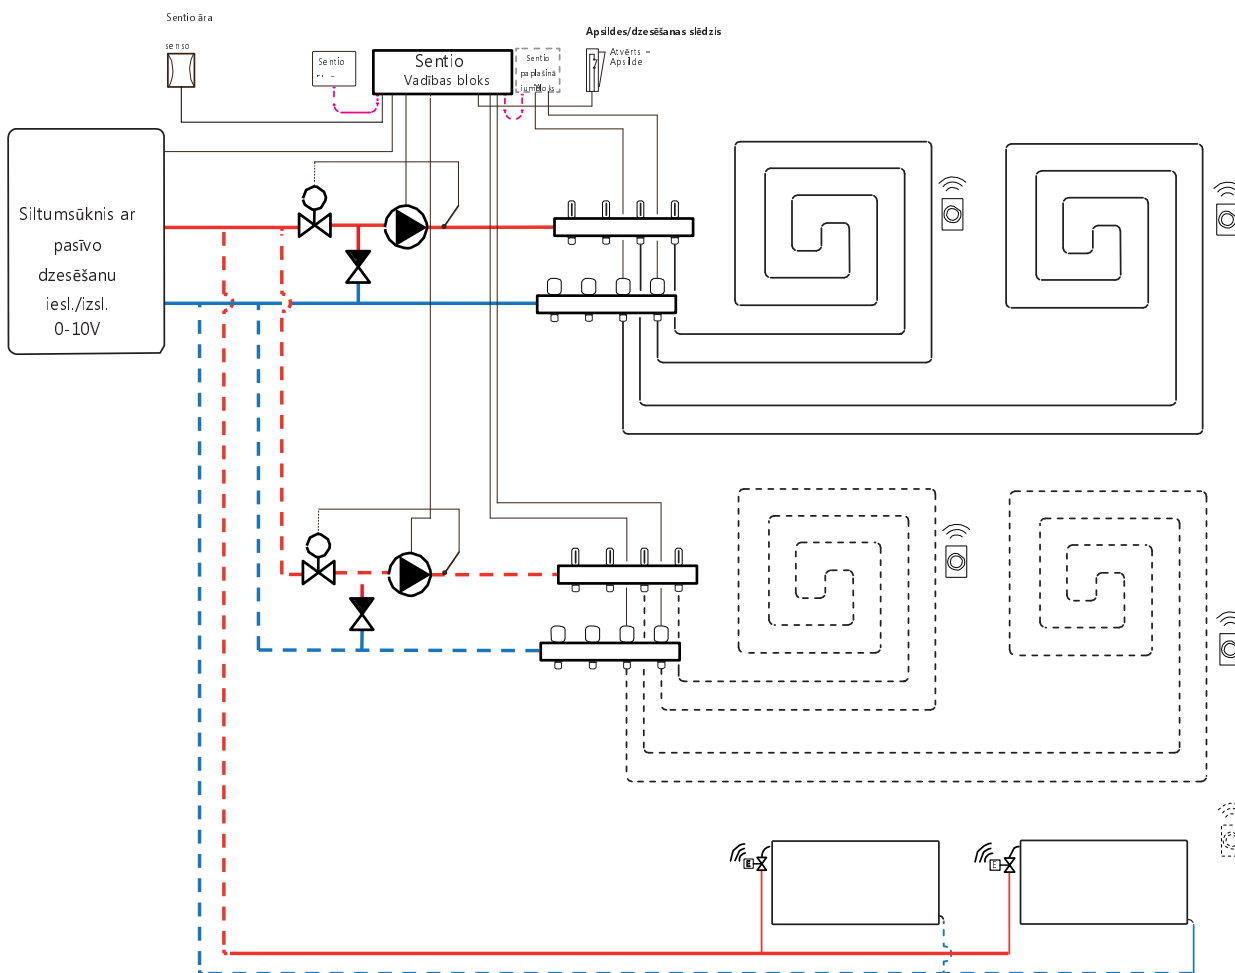 Sentio āra
senso
Sentio
Sentio
Vadības bloks
Sentio
paplašinā
Apsildes/dzesēšanas slēdzis
Atvērts –
Apsilde
Siltumsūknis ar
pasīvo
dzesēšanu
iesl./izsl.
0-10V
E
E